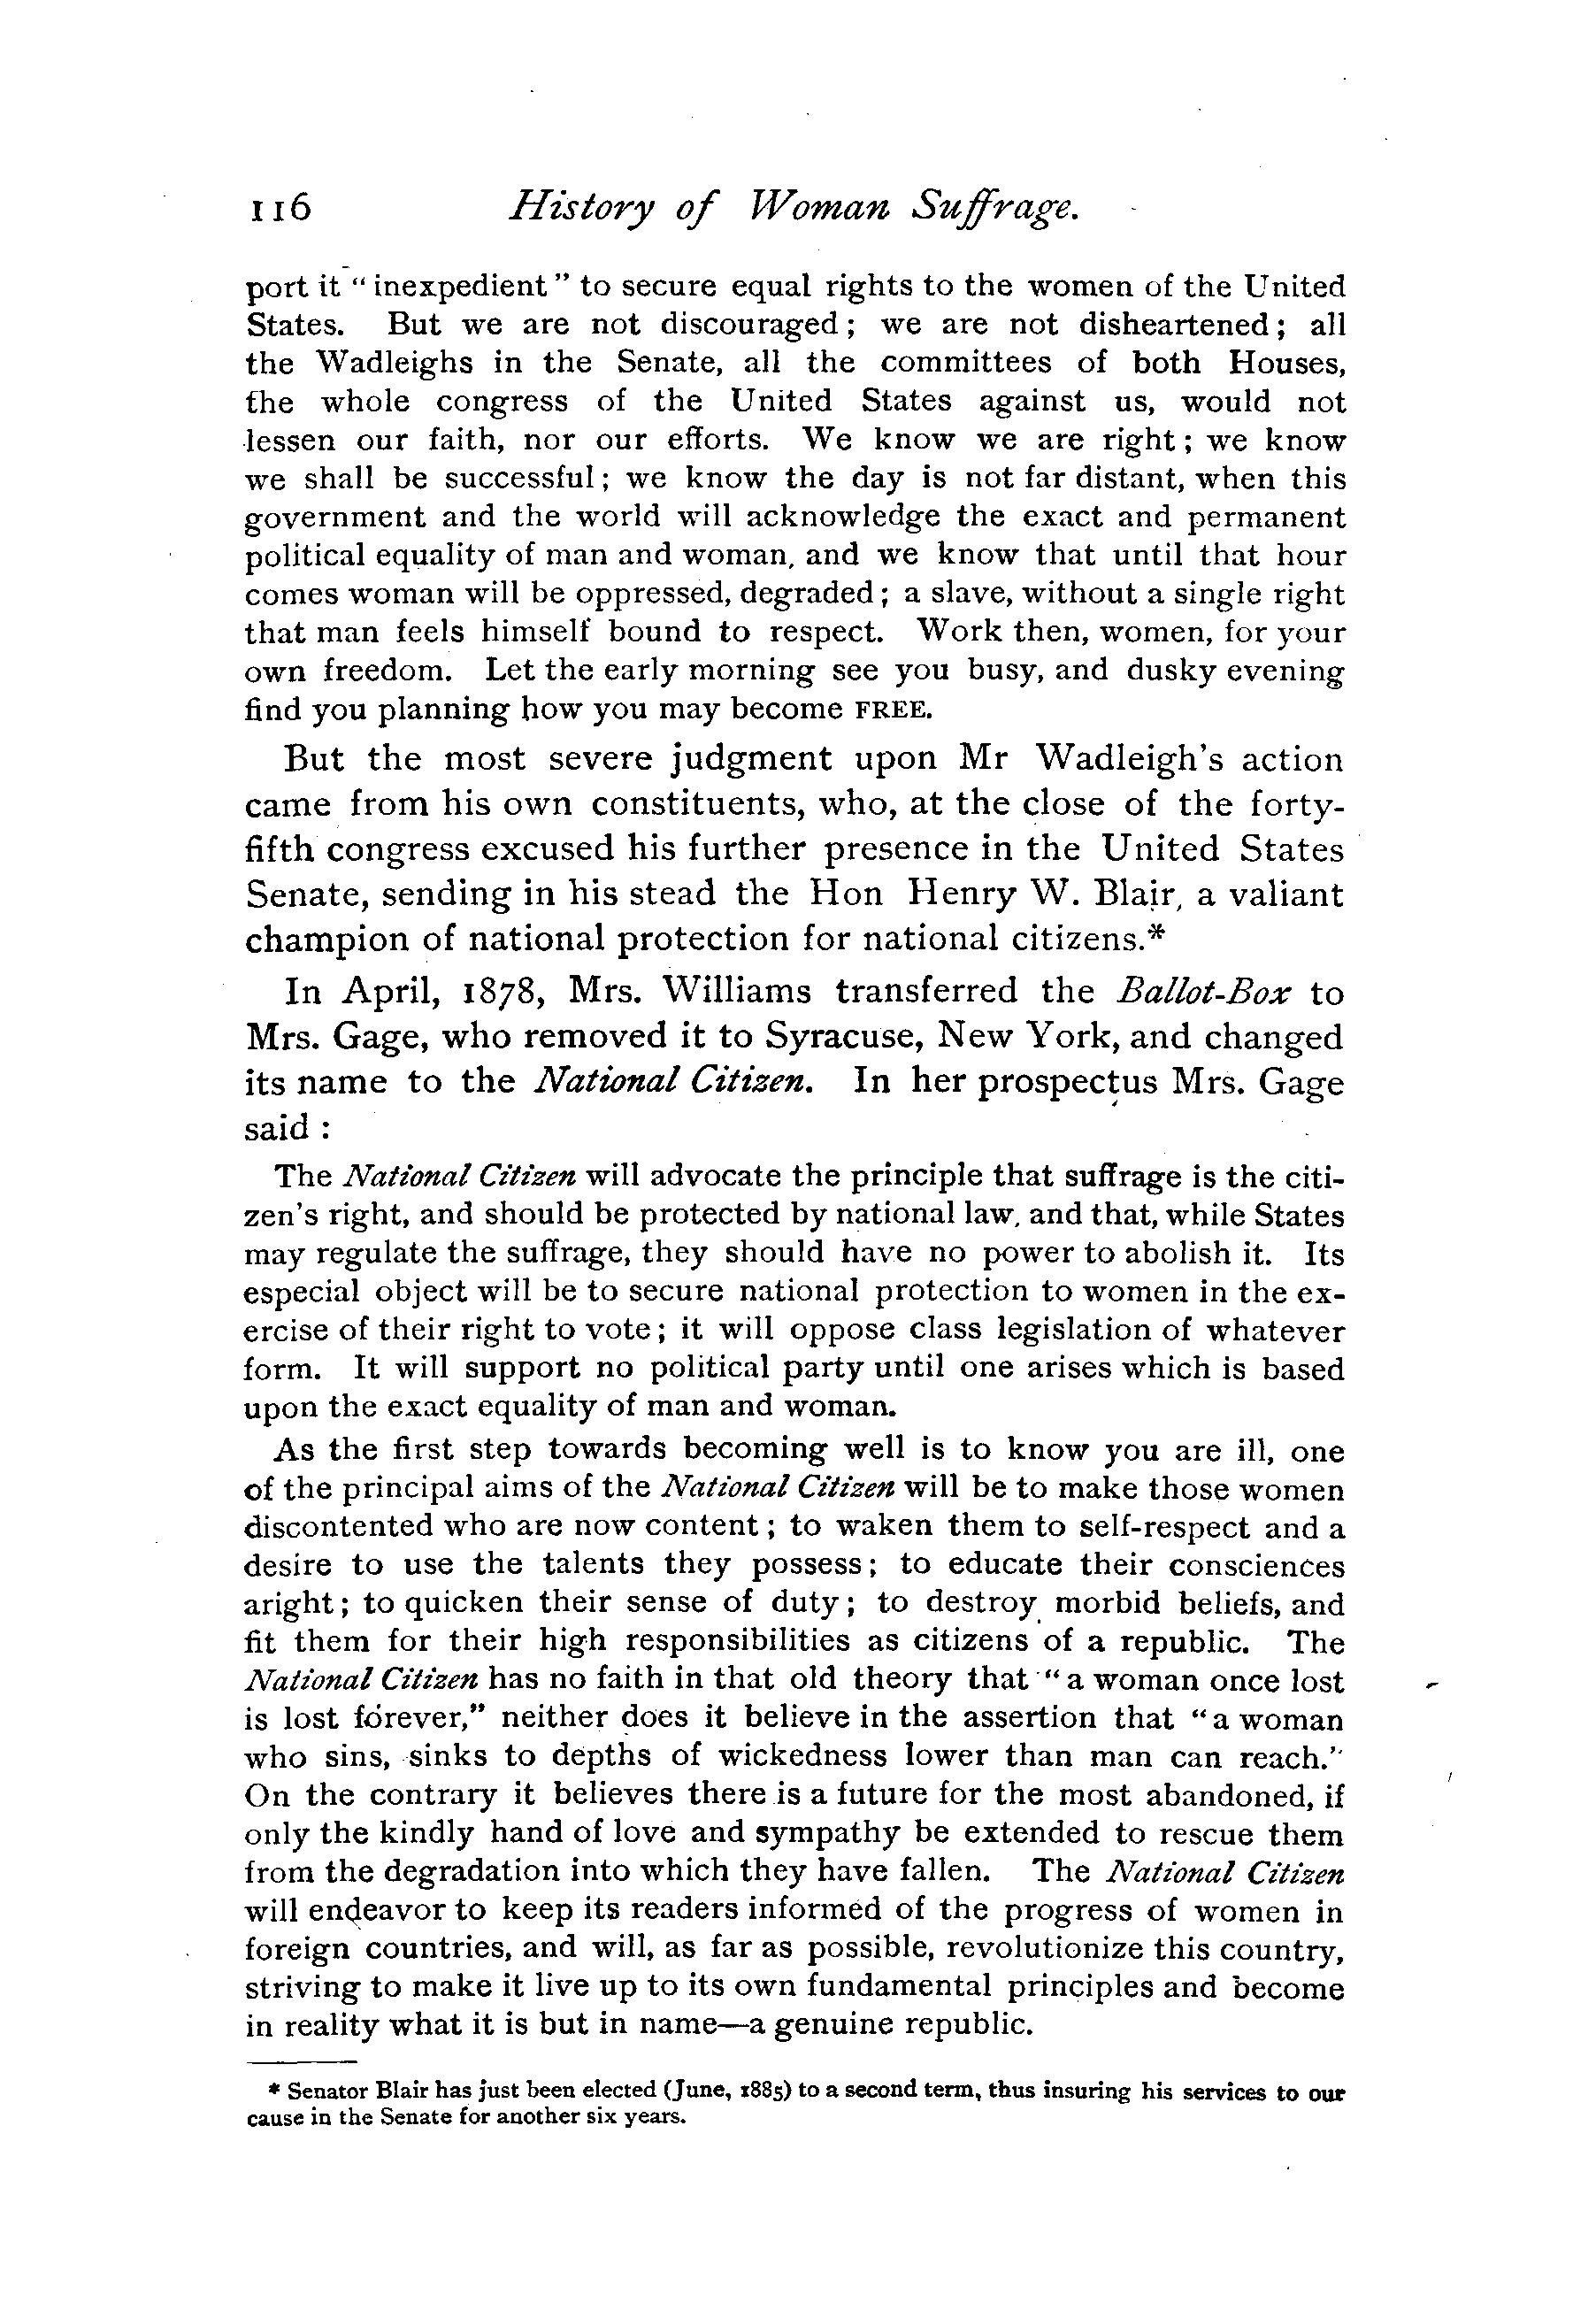 116 History of Woman Suffrage.
port it “ inexpedient ” to secure equal rights to the women of the United
States. But we are not discouraged ; we are not disheartened ; all
the Wadleighs in the Senate, all the committees of both Houses,
the whole congress of the United States against us, would not
lessen our faith, nor our efforts. We know we are right ; we know
we shall be successful ; we know the day is not far distant, when this
government and the world will acknowledge the exact and permanent
political equality of man and woman, and we know that until that hour
comes woman will be oppressed, degraded ; a slave, without a single right
that man feels himself bound to respect. Work then, women, for your
own freedom. Let the early morning see you busy, and dusky evening
find you planning how you may become FREE.
But the most severe judgment upon Mr Wadleigh's action
came from his own constituents, who, at the close of the forty-
fifth congress excused his further presence in the United States
Senate, sending in his stead the Hon Henry W. Blair, a valiant
champion of national protection for national citizens.*
In April, 1878, Mrs. Williams transferred the Ballot-Box to
Mrs. Gage, who removed it to Syracuse, New York, and changed
its name to the National Citizen. In her prospectus Mrs. Gage
said :
The National Citizen will advocate the principle that suffrage is the citi-
zen's right, and should be protected by national law, and that, while States
may regulate the suffrage, they should have no power to abolish it. Its
especial object will be to secure national protection to women in the ex-
ercise of their right to vote ; it will oppose class legislation of whatever
form. It will support no political party until one arises which is based
upon the exact equality of man and woman.
As the first step towards becoming well is to know you are ill, one
of the principal aims of the National Citizen will be to make those women
discontented who are now content ; to waken them to self-respect and a
desire to use the talents they possess ; to educate their consciences
aright ; to quicken their sense of duty ; to destroy morbid beliefs, and
fit them for their high responsibilities as citizens of a republic. The
National Citizen has no faith in that old theory that “ a woman once lost
is lost forever,” neither does it believe in the assertion that “ a woman
who sins, sinks to depths of wickedness lower than man can reach.”
On the contrary it believes there is a future for the most abandoned, if
only the kindly hand of love and sympathy be extended to rescue them
from the degradation into which they have fallen. The National Citizen
will endeavor to keep its readers informed of the progress of women in
foreign countries, and will, as far as possible, revolutionize this country,
striving to make it live up to its own fundamental principles and become
in reality what it is but in name—a genuine republic.
* Senator Blair has just been elected (June, 1885) to a second term, thus insuring his services to our
cause in the Senate for another six years.